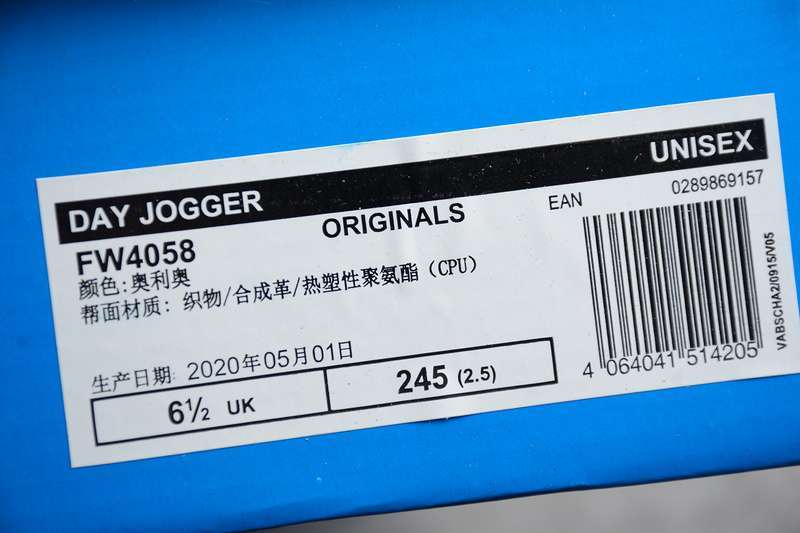 DAY JOGGER
UNISEX
FW4058
ORIGINALS
EAN
0289869157
颜色:奥利奥
帮面材质: 织物/合成革/热塑性聚氨酯(CPU)
生产日期: 2020年05月01日
6½ UK
245 (2.5)
4 064041 514205
VABSCHA2/0915/V05